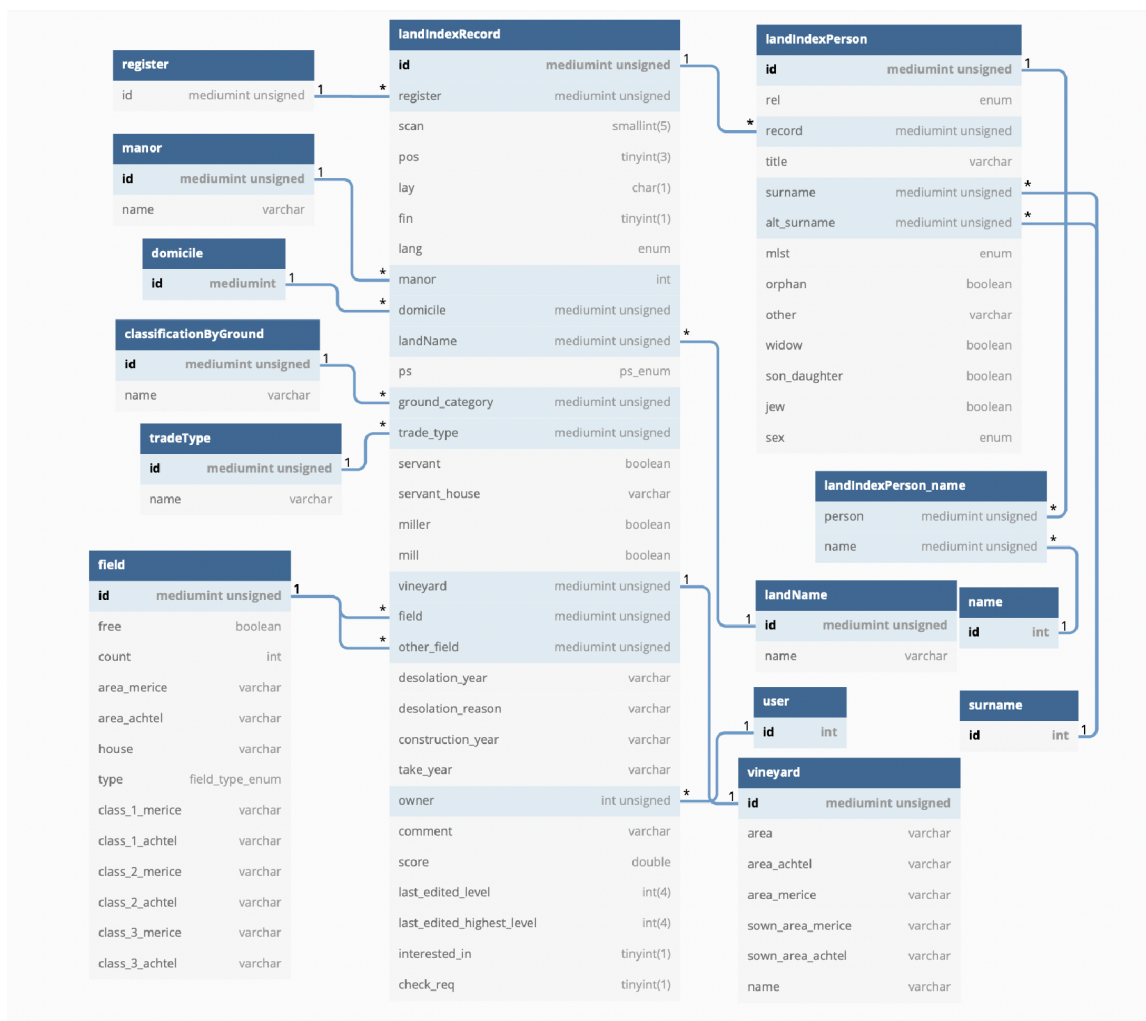 register
id mediumint unsigned
1 *
manor
id mediumint unsigned 1
name varchar
*
domicile
id mediumint 1
*
classificationByGround
id mediumint unsigned 1
name varchar
*
tradeType
id mediumint unsigned 1
name varchar
*
field
id mediumint unsigned 1
free boolean
count int
area_merice varchar
area_achtel varchar
house varchar
type field_type_enum
class_1_merice varchar
class_1_achtel varchar
class_2_merice varchar
class_2_achtel varchar
class_3_merice varchar
class_3_achtel varchar
*
*
landIndexRecord
id mediumint unsigned 1
register mediumint unsigned
scan smallint(5)
pos tinyint(3)
lay char(1)
fin tinyint(1)
lang enum
manor int
domicile mediumint unsigned
landName mediumint unsigned *
ps ps_enum
ground_category mediumint unsigned
trade_type mediumint unsigned
servant boolean
servant_house varchar
miller boolean
mill boolean
vineyard mediumint unsigned 1
field mediumint unsigned
other_field mediumint unsigned
desolation_year varchar
desolation_reason varchar
construction_year varchar
take_year varchar
owner int unsigned *
comment varchar
score double
last_edited_level int(4)
last_edited_highest_level int(4)
interested_in tinyint(1)
check_req tinyint(1)
landIndexPerson
id mediumint unsigned 1
rel enum
* record mediumint unsigned
title varchar
surname mediumint unsigned *
alt_surname mediumint unsigned *
mlst enum
orphan boolean
other varchar
widow boolean
son_daughter boolean
jew boolean
sex enum
landIndexPerson_name
person mediumint unsigned *
name mediumint unsigned *
landName
1 id mediumint unsigned
name varchar
name
id int 1
user
1 id int
surname
id int 1
vineyard
1 id mediumint unsigned
area varchar
area_achtel varchar
area_merice varchar
sown_area_merice varchar
sown_area_achtel varchar
name varchar